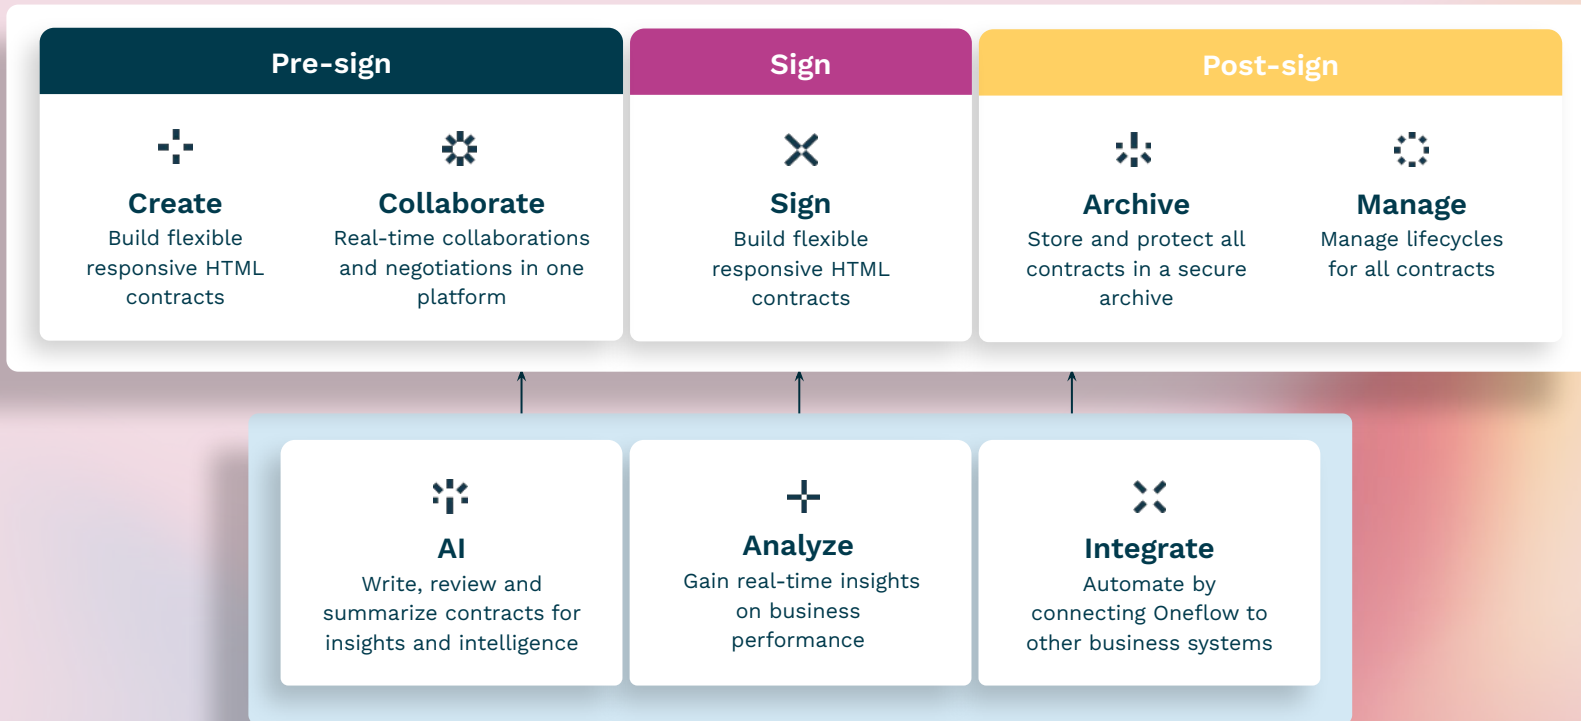 Pre-sign
Create
Build flexible
responsive HTML
contracts
Collaborate
Real-time collaborations
and negotiations in one
platform
Sign
Sign
Build flexible
responsive HTML
contracts
Post-sign
Archive
Store and protect all
contracts in a secure
archive
Manage
Manage lifecycles
for all contracts
AI
Write, review and
summarize contracts for
insights and intelligence
Analyze
Gain real-time insights
on business
performance
Integrate
Automate by
connecting Oneflow to
other business systems